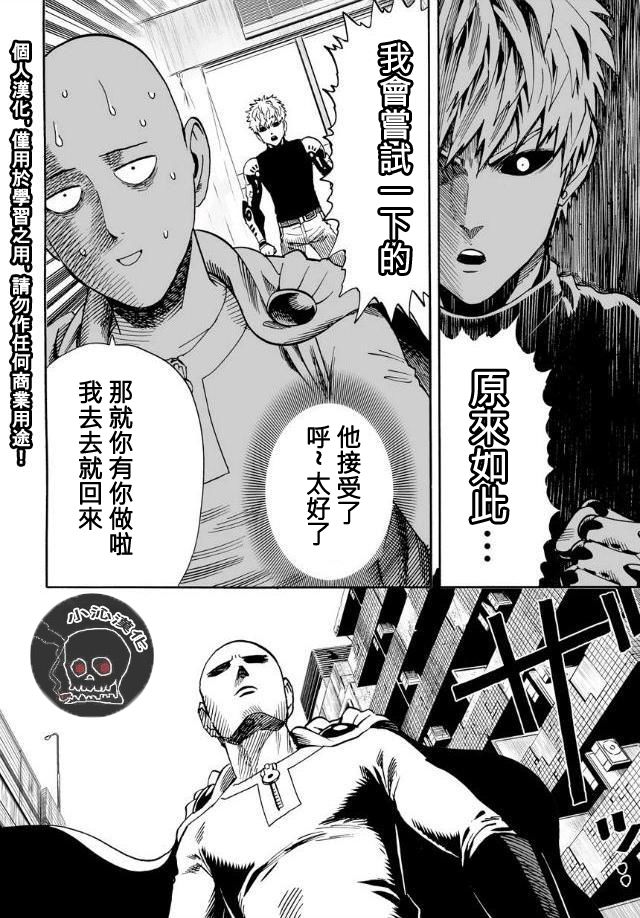 原來如此…
我會嘗試一下的
他接受了
呼~太好了
那就你有你做啦
我去去就回來
個人漢化,僅用於學習之用,請勿作任何商業用途!
小沁漢化
ザッ